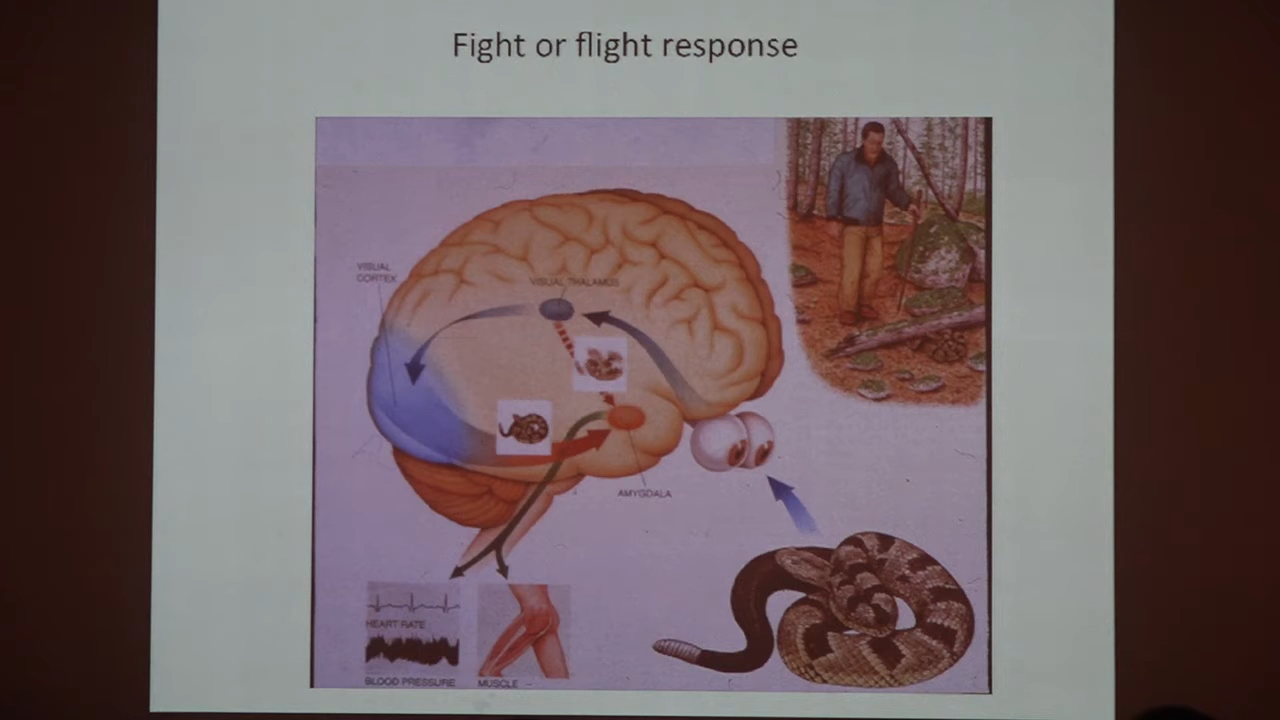 Fight or flight response
VISUAL
CORTEX
VISUAL THALAMUS
AMYGDALA
HEART RATE
BLOOD PRESSURE
MUSCLE